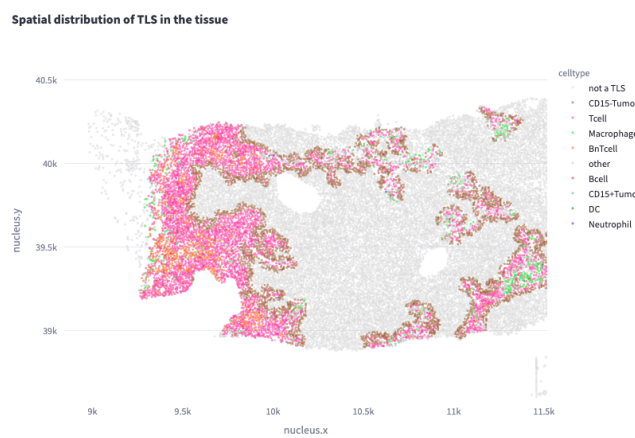 Spatial distribution of TLS in the tissue
celltype
not a TLS
CD15-Tumo
Tcell
Macrophage
BnTcell
other
Bcell
CD15+Tumo
DC
Neutrophil
40.5k
40k
39.5k
39k
nucleus.y
9k 9.5k 10k 10.5k 11k 11.5k
nucleus.x